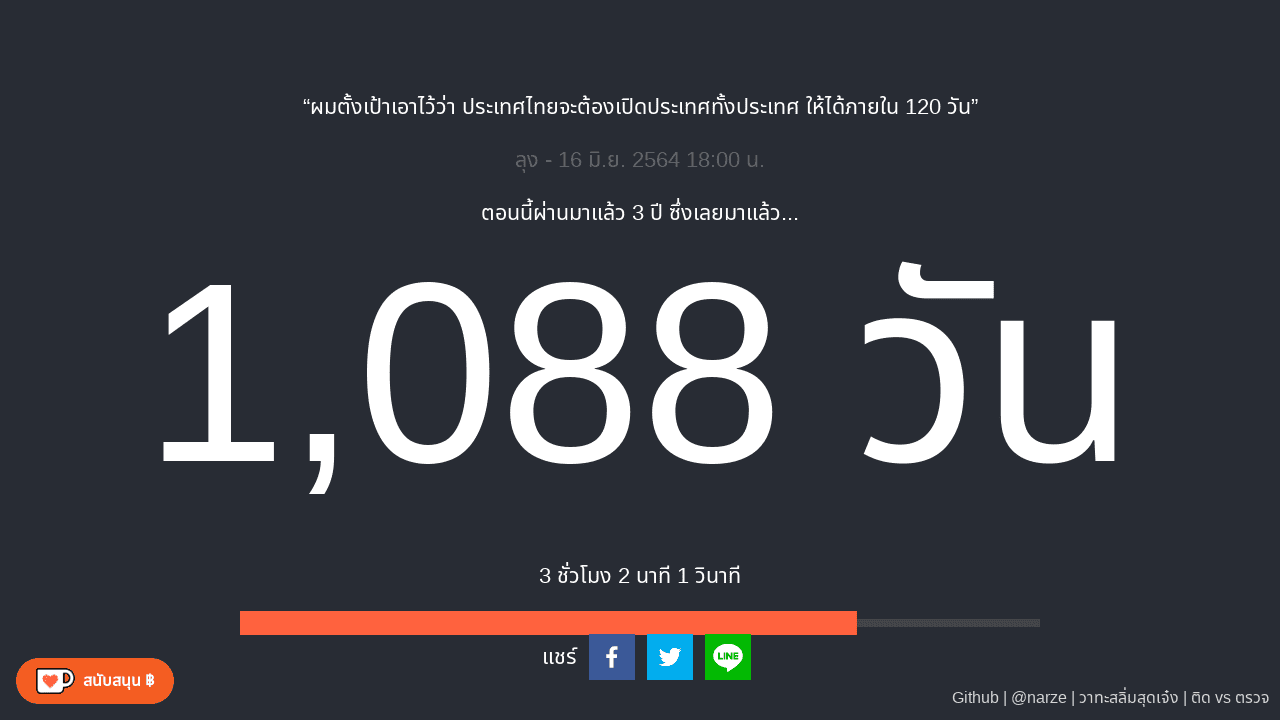 “ผมตั้งเป้าเอาไว้ว่า ประเทศไทยจะต้องเปิดประเทศทั้งประเทศ ให้ได้ภายใน 120 วัน”
ลุง - 16 มิ.ย. 2564 18:00 น.
ตอนนี้ผ่านมาแล้ว 3 ปี ซึ่งเลยมาแล้ว...
1,088 วัน
3 ชั่วโมง 2 นาที 1 วินาที
แชร์
LINE
สนับสนุน ฿
Github | @narze | วาทะสลิ่มสุดเจ๋ง | ติด vs ตรวจ